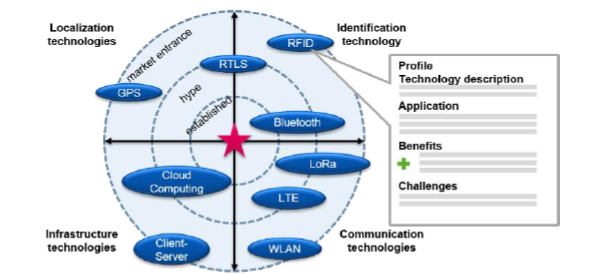 Localization
technologies
Identification
technology
market entrance
hype
established
RFID
RTLS
GPS
Bluetooth
LoRa
Cloud
Computing
LTE
Client-
Server
WLAN
Infrastructure
technologies
Communication
technologies
Profile
Technology description
Application
Benefits
Challenges